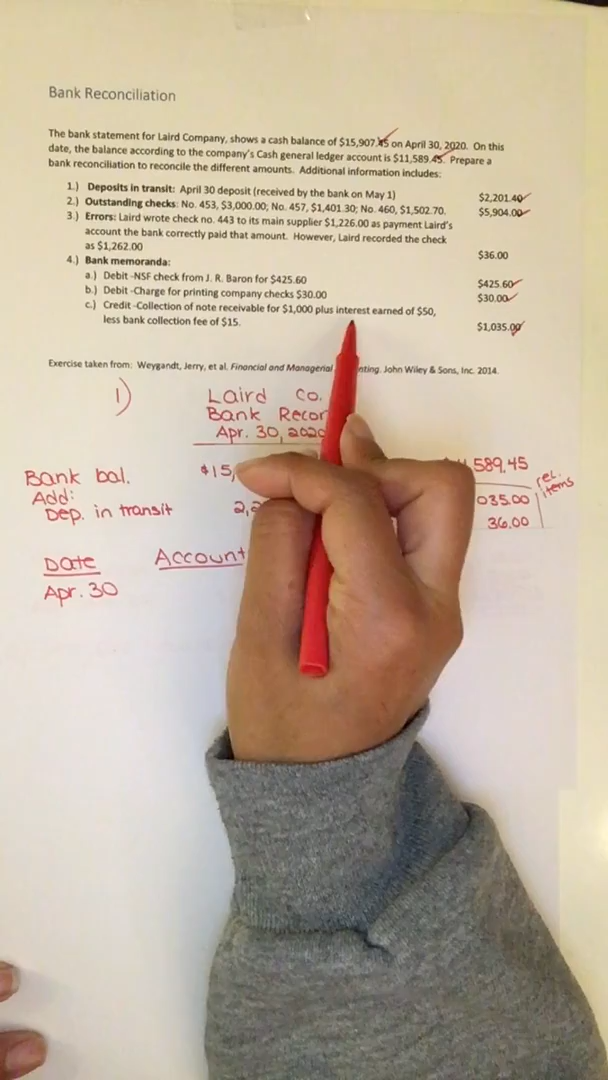 Bank Reconciliation
The bank statement for Laird Company, shows a cash balance of $15,907.45 on April 30, 2020. On this
date, the balance according to the company's Cash general ledger account is $11,589.45. Prepare a
bank reconciliation to reconcile the different amounts. Additional information includes:
1.) Deposits in transit: April 30 deposit (received by the bank on May 1) $2,201.40
2.) Outstanding checks: No. 453, $3,000.00; No. 457, $1,401.30; No. 460, $1,502.70. $5,904.00
3.) Errors: Laird wrote check no. 443 to its main supplier $1,226.00 as payment Laird's
account the bank correctly paid that amount. However, Laird recorded the check
as $1,262.00 $36.00
4.) Bank memoranda:
a.) Debit -NSF check from J. R. Baron for $425.60 $425.60
b.) Debit -Charge for printing company checks $30.00 $30.00
c.) Credit -Collection of note receivable for $1,000 plus interest earned of $50,
less bank collection fee of $15. $1,035.00
Exercise taken from: Weygandt, Jerry, et al. Financial and Managerial nting. John Wiley & Sons, Inc. 2014.
1) Laird Co.
Bank Recon
Apr. 30, 2020
Bank bal. $15, 589.45
Add: rec. items
Dep. in transit 2,2 035.00
36.00
Date Account
Apr. 30